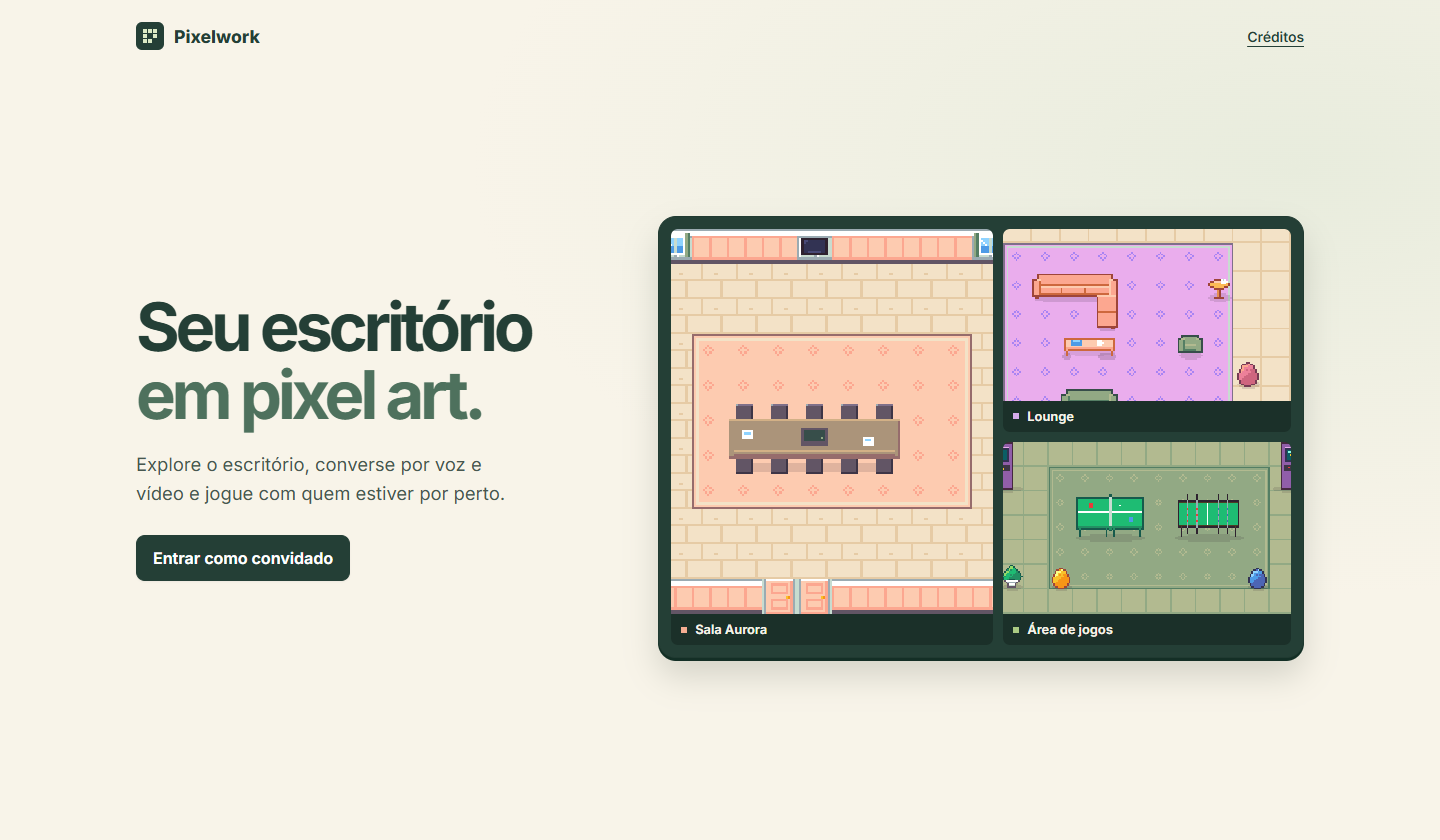 Pixelwork
Créditos
Seu escritório
em pixel art.
Explore o escritório, converse por voz e
vídeo e jogue com quem estiver por perto.
Entrar como convidado
Sala Aurora
Lounge
Área de jogos